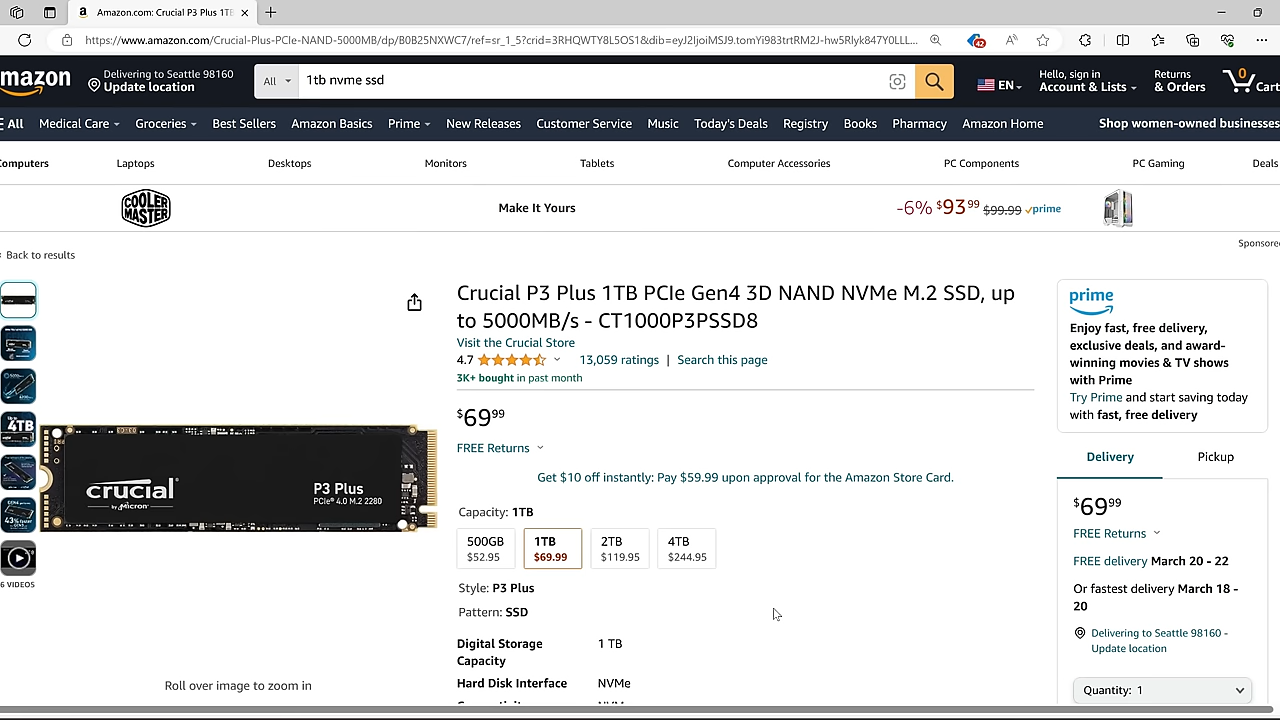 Amazon.com: Crucial P3 Plus 1TB
https://www.amazon.com/Crucial-Plus-PCIe-NAND-5000MB/dp/B0B25NXWC7/ref=sr_1_5?crid=3RHQWTY8L5OS1&dib=eyJ2IjoiMSJ9.tomYi983trtRM2J-hw5Rlyk847Y0LLL...
42
mazon
Delivering to Seattle 98160
Update location
All
1tb nvme ssd
EN
Hello, sign in
Account & Lists
Returns
& Orders
0
Cart
All
Medical Care
Groceries
Best Sellers
Amazon Basics
Prime
New Releases
Customer Service
Music
Today's Deals
Registry
Books
Pharmacy
Amazon Home
Shop women-owned businesses
omputers
Laptops
Desktops
Monitors
Tablets
Computer Accessories
PC Components
PC Gaming
Deals
COOLER MASTER
Make It Yours
-6% $93 99 $99.99 prime
Sponsore
Back to results
Crucial P3 Plus 1TB PCIe Gen4 3D NAND NVMe M.2 SSD, up
to 5000MB/s - CT1000P3PSSD8
Visit the Crucial Store
4.7 13,059 ratings | Search this page
3K+ bought in past month
$69 99
FREE Returns
Get $10 off instantly: Pay $59.99 upon approval for the Amazon Store Card.
Capacity: 1TB
500GB
$52.95
1TB
$69.99
2TB
$119.95
4TB
$244.95
Style: P3 Plus
Pattern: SSD
Digital Storage
Capacity
1 TB
Hard Disk Interface
NVMe
4TB
43%
6 VIDEOS
crucial
by Micron
P3 Plus
PCIe® 4.0 M.2 2280
Roll over image to zoom in
prime
Enjoy fast, free delivery,
exclusive deals, and award-
winning movies & TV shows
with Prime
Try Prime and start saving today
with fast, free delivery
Delivery
Pickup
$69 99
FREE Returns
FREE delivery March 20 - 22
Or fastest delivery March 18 -
20
Delivering to Seattle 98160 -
Update location
Quantity: 1